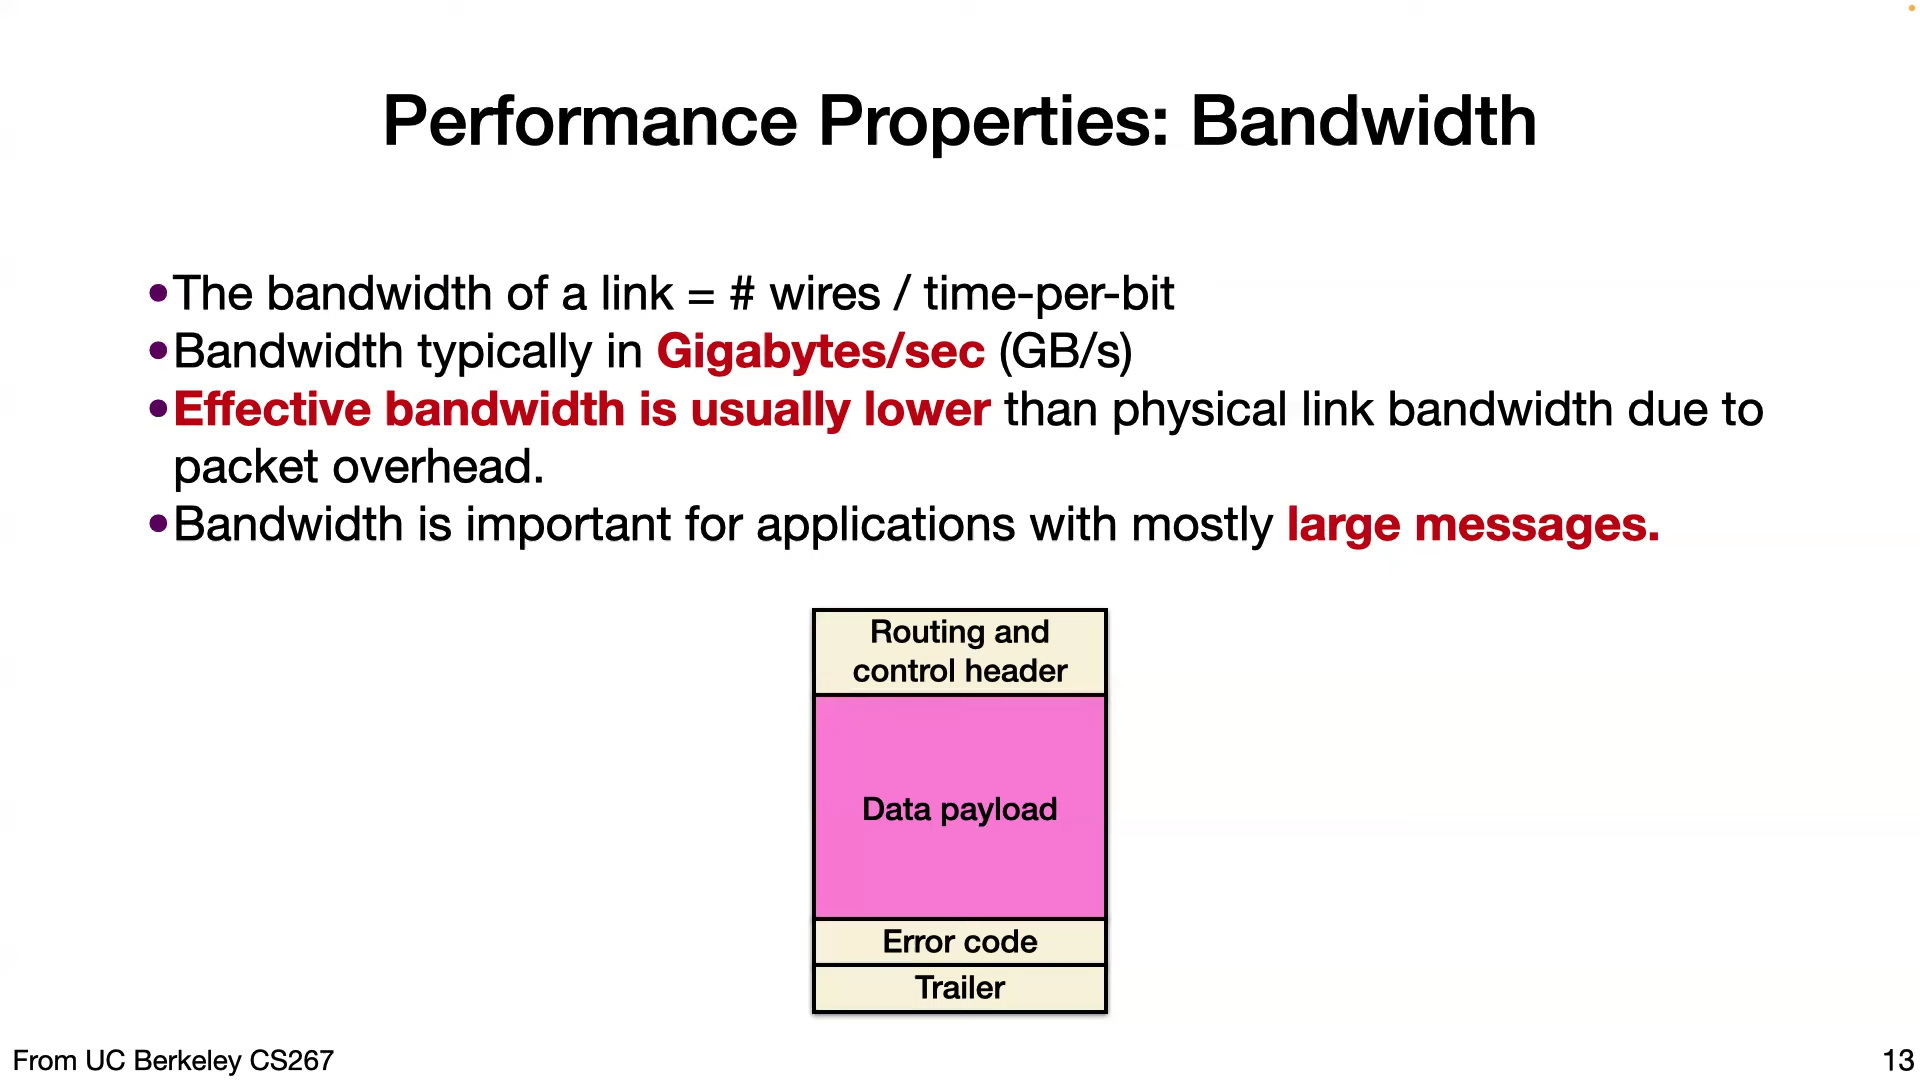 Performance Properties: Bandwidth
•The bandwidth of a link = # wires / time-per-bit
•Bandwidth typically in Gigabytes/sec (GB/s)
•Effective bandwidth is usually lower than physical link bandwidth due to
packet overhead.
•Bandwidth is important for applications with mostly large messages.
Routing and
control header
Data payload
Error code
Trailer
From UC Berkeley CS267
13